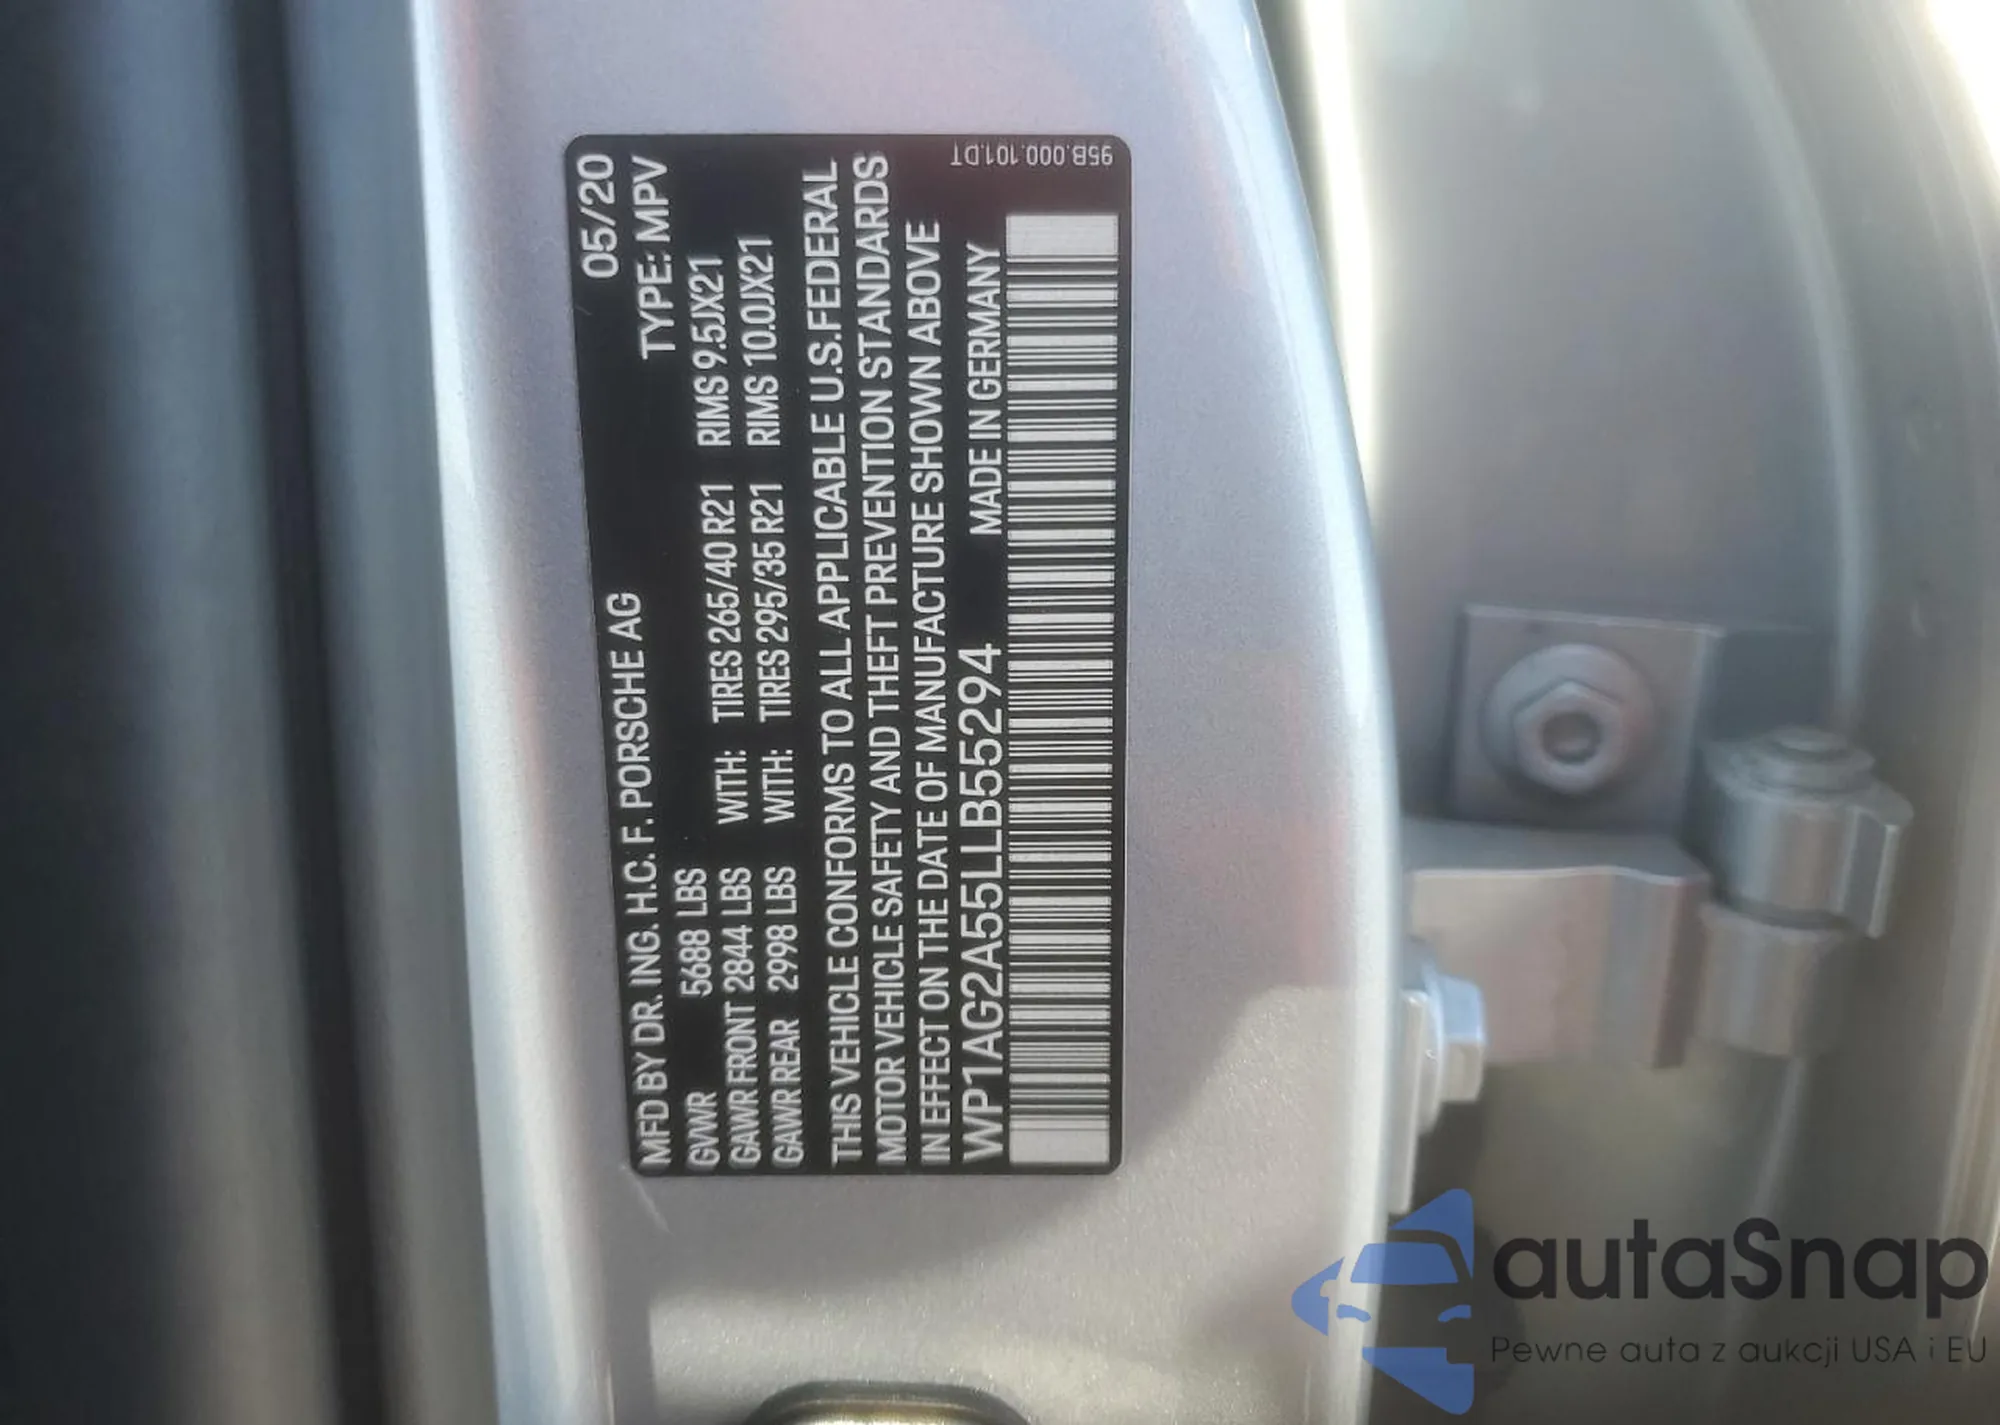 05/20
MFD BY DR. ING. H.C. F. PORSCHE AG TYPE: MPV
GVWR 5688 LBS
GAWR FRONT 2844 LBS WITH: TIRES 265/40 R21 RIMS 9.5JX21
GAWR REAR 2998 LBS WITH: TIRES 295/35 R21 RIMS 10.0JX21
THIS VEHICLE CONFORMS TO ALL APPLICABLE U.S.FEDERAL
MOTOR VEHICLE SAFETY AND THEFT PREVENTION STANDARDS
IN EFFECT ON THE DATE OF MANUFACTURE SHOWN ABOVE
WP1AG2A55LLB55294 MADE IN GERMANY
95B.000.101.DT
autaSnap
Pewne auta z aukcji USA i EU